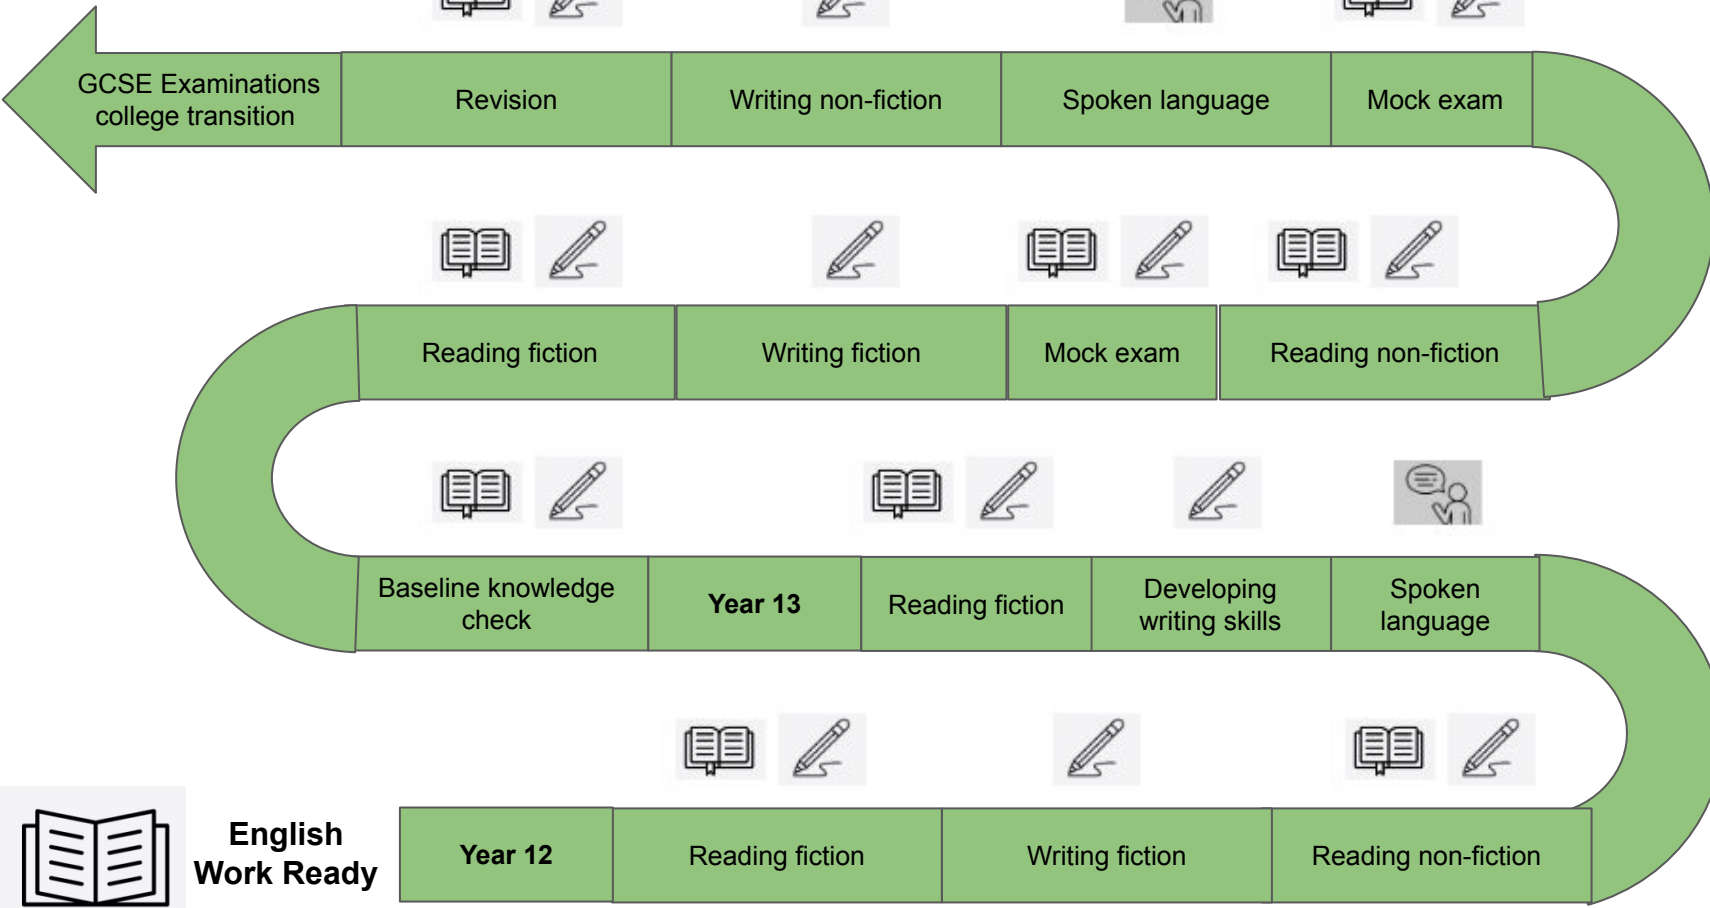 GCSE Examinations
college transition
Revision
Writing non-fiction
Spoken language
Mock exam
Reading fiction
Writing fiction
Mock exam
Reading non-fiction
Baseline knowledge
check
Year 13
Reading fiction
Developing
writing skills
Spoken
language
English
Work Ready
Year 12
Reading fiction
Writing fiction
Reading non-fiction